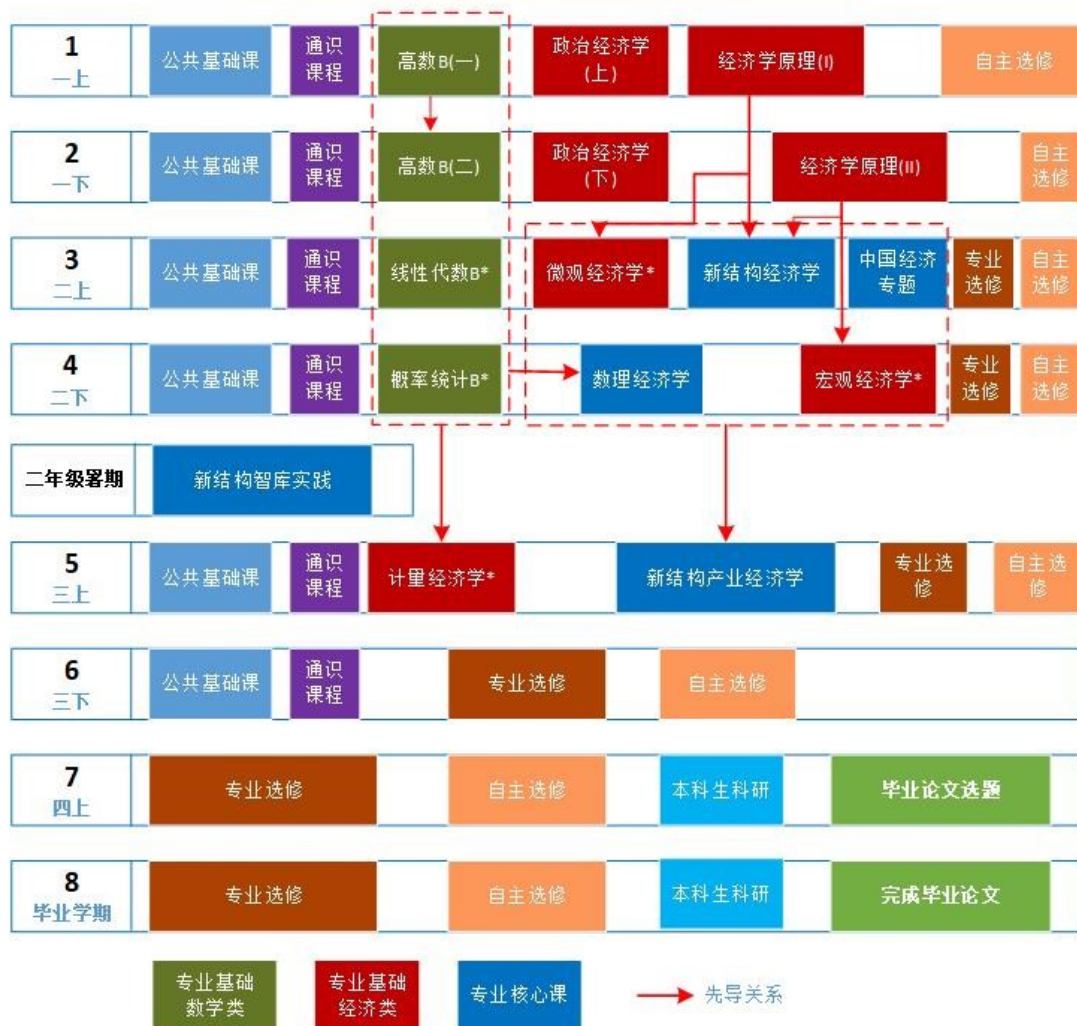 1
一上
公共基础课
通识
课程
高数B(一)
政治经济学
(上)
经济学原理(I)
自主选修
2
一下
公共基础课
通识
课程
高数B(二)
政治经济学
(下)
经济学原理(II)
自主
选修
3
二上
公共基础课
通识
课程
线性代数B*
微观经济学*
新结构经济学
中国经济
专题
专业
选修
自主
选修
4
二下
公共基础课
通识
课程
概率统计B*
数理经济学
宏观经济学*
专业
选修
自主
选修
二年级署期
新结构智库实践
5
三上
公共基础课
通识
课程
计量经济学*
新结构产业经济学
专业选
修
自主选
修
6
三下
公共基础课
通识
课程
专业选修
自主选修
7
四上
专业选修
自主选修
本科生科研
毕业论文选题
8
毕业学期
专业选修
自主选修
本科生科研
完成毕业论文
专业基础
数学类
专业基础
经济类
专业核心课
先导关系